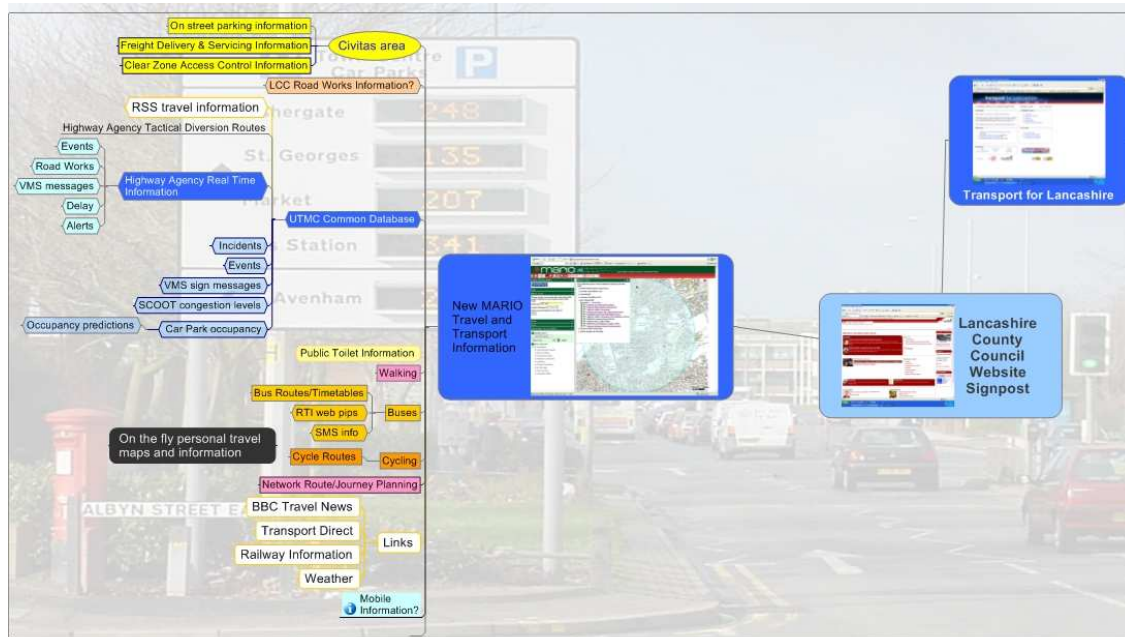 On street parking information
Freight Delivery & Servicing Information
Clear Zone Access Control Information
Civitas area
Town Centre
Car Parks
P
LCC Road Works Information?
RSS travel information
248
Highway Agency Tactical Diversion Routes
Events
Road Works
VMS messages
Delay
Alerts
Highway Agency Real Time
Information
St. Georges
135
Market
207
UTMC Common Database
Station
341
Incidents
Events
VMS sign messages
SCOOT congestion levels
Avenham
Car Park occupancy
Occupancy predictions
Public Toilet Information
Walking
Bus Routes/Timetables
RTI web pips
SMS info
Buses
On the fly personal travel
maps and information
Cycle Routes
Cycling
Network Route/Journey Planning
ALBYN STREET EA
BBC Travel News
Transport Direct
Railway Information
Weather
Links
Mobile
Information?
New MARIO
Travel and
Transport
Information
mario
Transport for Lancashire
Lancashire
County
Council
Website
Signpost